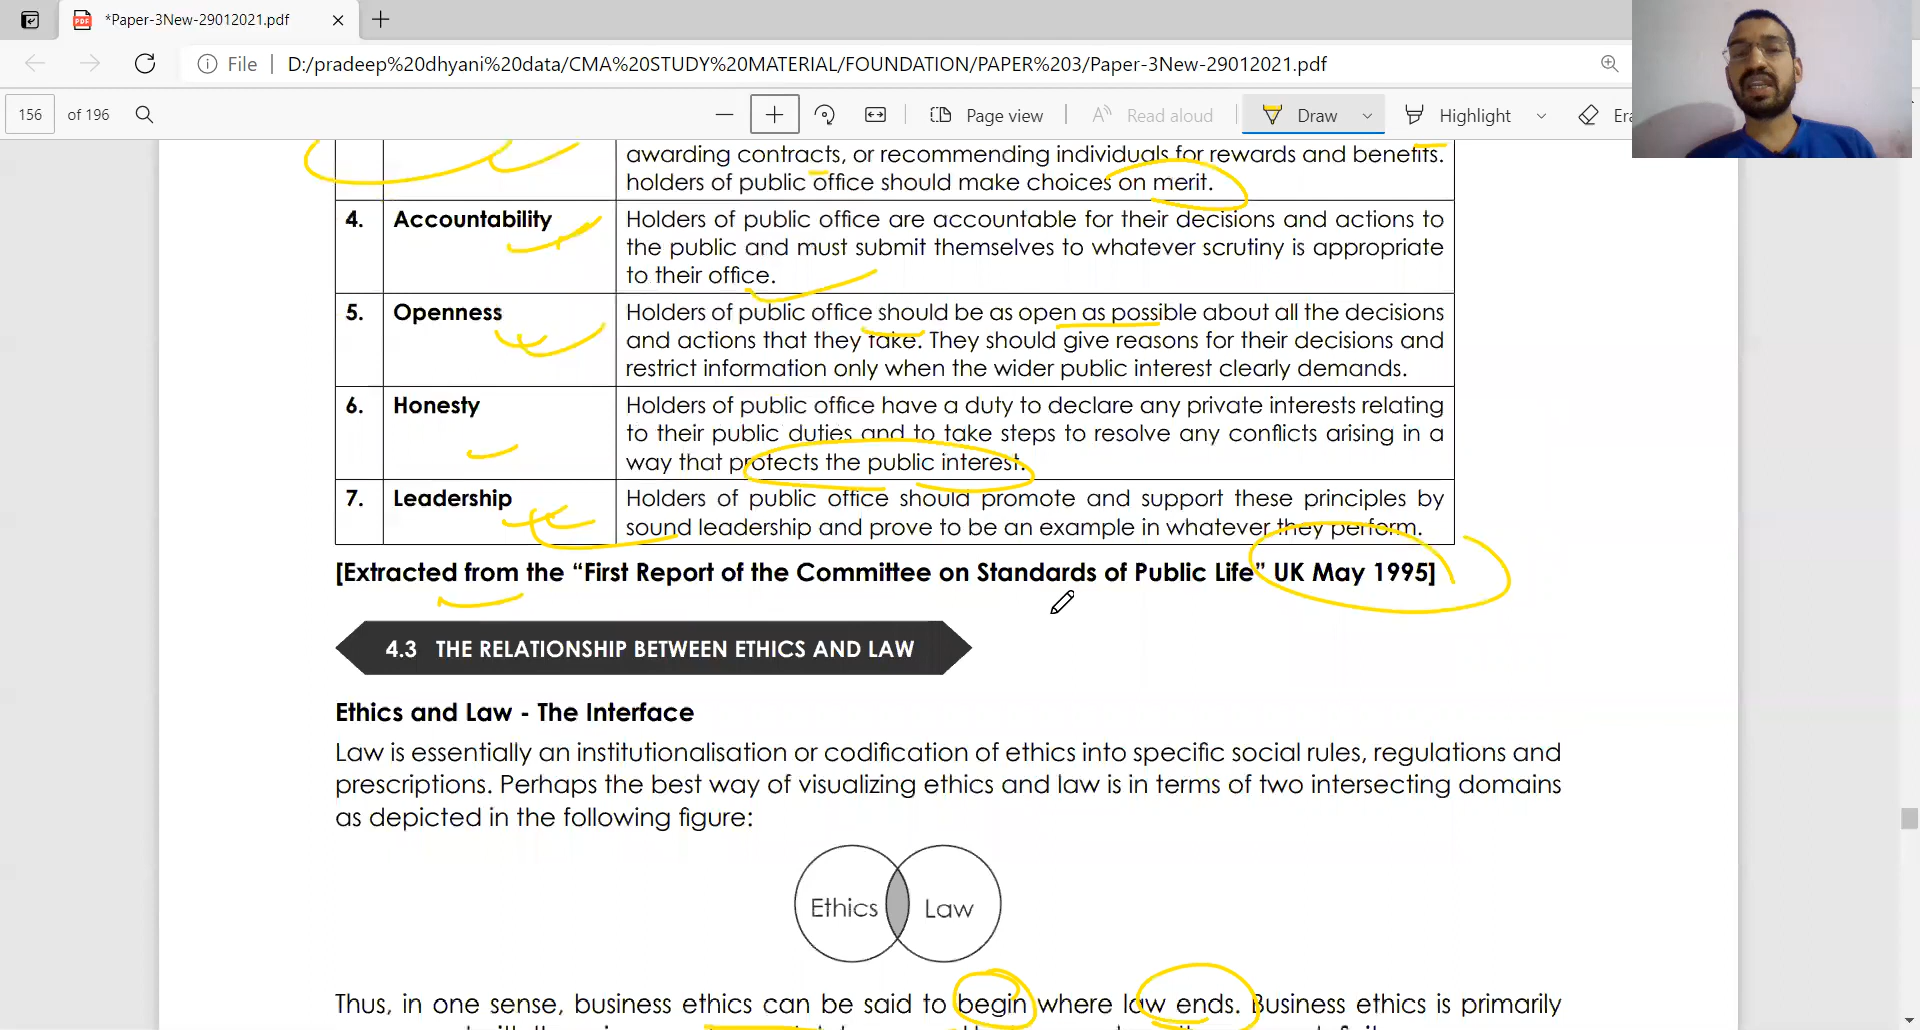 *Paper-3New-29012021.pdf
File | D:/pradeep%20dhyani%20data/CMA%20STUDY%20MATERIAL/FOUNDATION/PAPER%203/Paper-3New-29012021.pdf
156 of 196
Page view
Read aloud
Draw
Highlight
awarding contracts, or recommending individuals for rewards and benefits.
holders of public office should make choices on merit.
4. Accountability
Holders of public office are accountable for their decisions and actions to
the public and must submit themselves to whatever scrutiny is appropriate
to their office.
5. Openness
Holders of public office should be as open as possible about all the decisions
and actions that they take. They should give reasons for their decisions and
restrict information only when the wider public interest clearly demands.
6. Honesty
Holders of public office have a duty to declare any private interests relating
to their public duties and to take steps to resolve any conflicts arising in a
way that protects the public interest.
7. Leadership
Holders of public office should promote and support these principles by
sound leadership and prove to be an example in whatever they perform.
[Extracted from the “First Report of the Committee on Standards of Public Life” UK May 1995]
4.3 THE RELATIONSHIP BETWEEN ETHICS AND LAW
Ethics and Law - The Interface
Law is essentially an institutionalisation or codification of ethics into specific social rules, regulations and
prescriptions. Perhaps the best way of visualizing ethics and law is in terms of two intersecting domains
as depicted in the following figure:
Ethics
Law
Thus, in one sense, business ethics can be said to begin where law ends. Business ethics is primarily